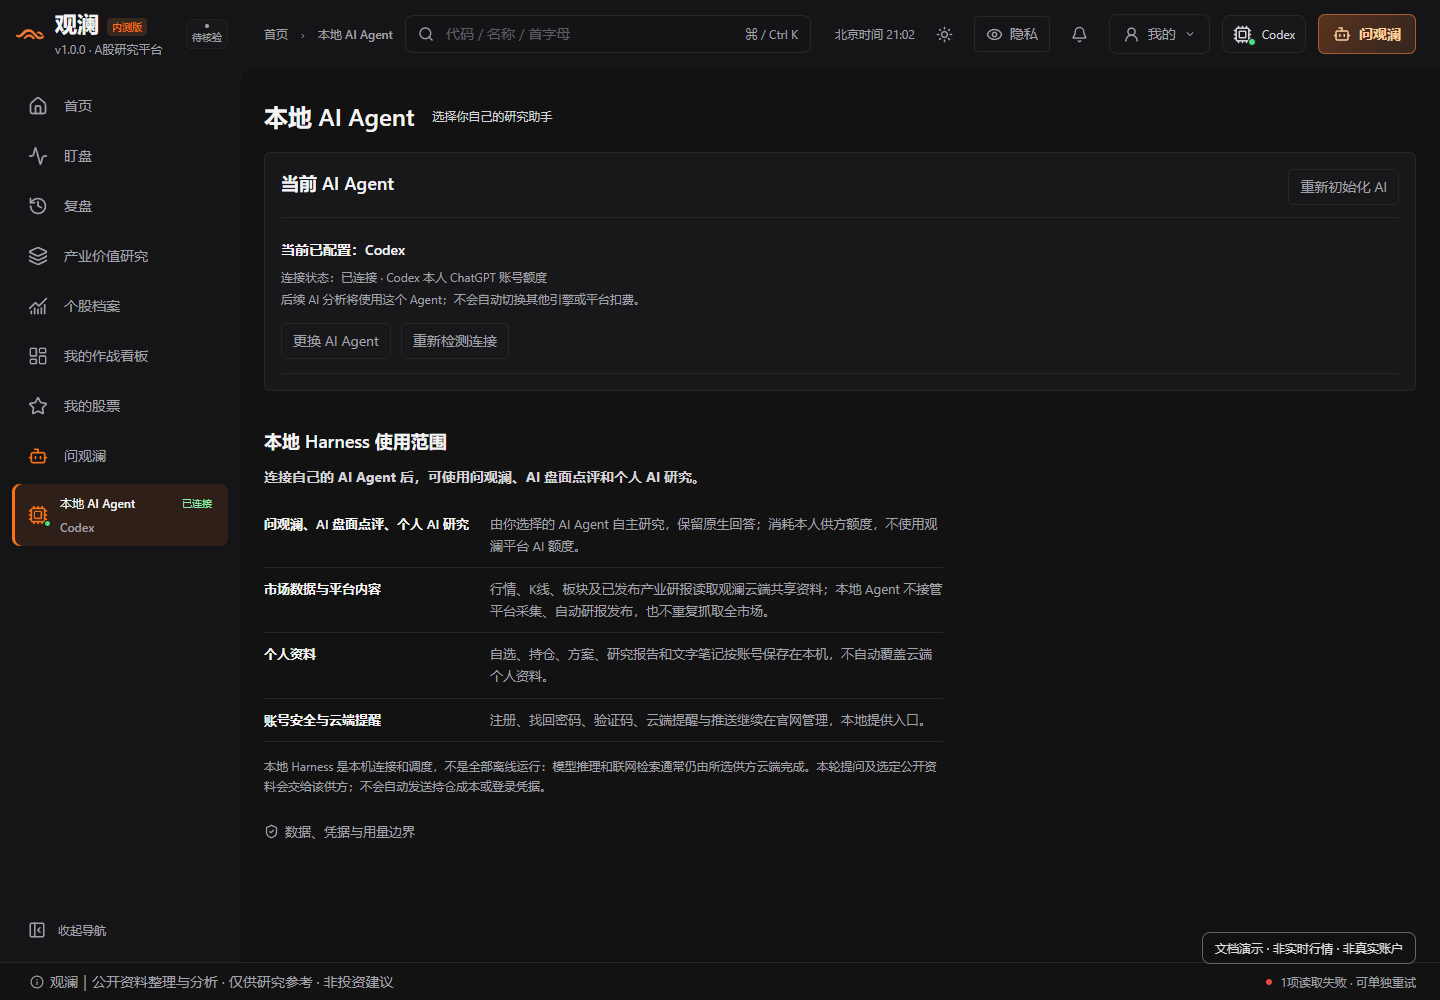 观澜 内测版
v1.0.0 · A股研究平台
待核验
首页 › 本地 AI Agent
代码 / 名称 / 首字母
⌘ / Ctrl K
北京时间 21:02
隐私
我的
Codex
问观澜
首页
盯盘
复盘
产业价值研究
个股档案
我的作战看板
我的股票
问观澜
本地 AI Agent 已连接
Codex
收起导航
本地 AI Agent 选择你自己的研究助手
当前 AI Agent
重新初始化 AI
当前已配置：Codex
连接状态：已连接 · Codex 本人 ChatGPT 账号额度
后续 AI 分析将使用这个 Agent；不会自动切换其他引擎或平台扣费。
更换 AI Agent
重新检测连接
本地 Harness 使用范围
连接自己的 AI Agent 后，可使用问观澜、AI 盘面点评和个人 AI 研究。
问观澜、AI 盘面点评、个人 AI 研究
由你选择的 AI Agent 自主研究，保留原生回答；消耗本人供方额度，不使用观
澜平台 AI 额度。
市场数据与平台内容
行情、K线、板块及已发布产业研报读取观澜云端共享资料；本地 Agent 不接管
平台采集、自动研报发布，也不重复抓取全市场。
个人资料
自选、持仓、方案、研究报告和文字笔记按账号保存在本机，不自动覆盖云端
个人资料。
账号安全与云端提醒
注册、找回密码、验证码、云端提醒与推送继续在官网管理，本地提供入口。
本地 Harness 是本机连接和调度，不是全部离线运行：模型推理和联网检索通常仍由所选供方云端完成。本轮提问及选定公开资
料会交给该供方；不会自动发送持仓成本或登录凭据。
数据、凭据与用量边界
文档演示 · 非实时行情 · 非真实账户
观澜 | 公开资料整理与分析 · 仅供研究参考 · 非投资建议
1项读取失败 · 可单独重试